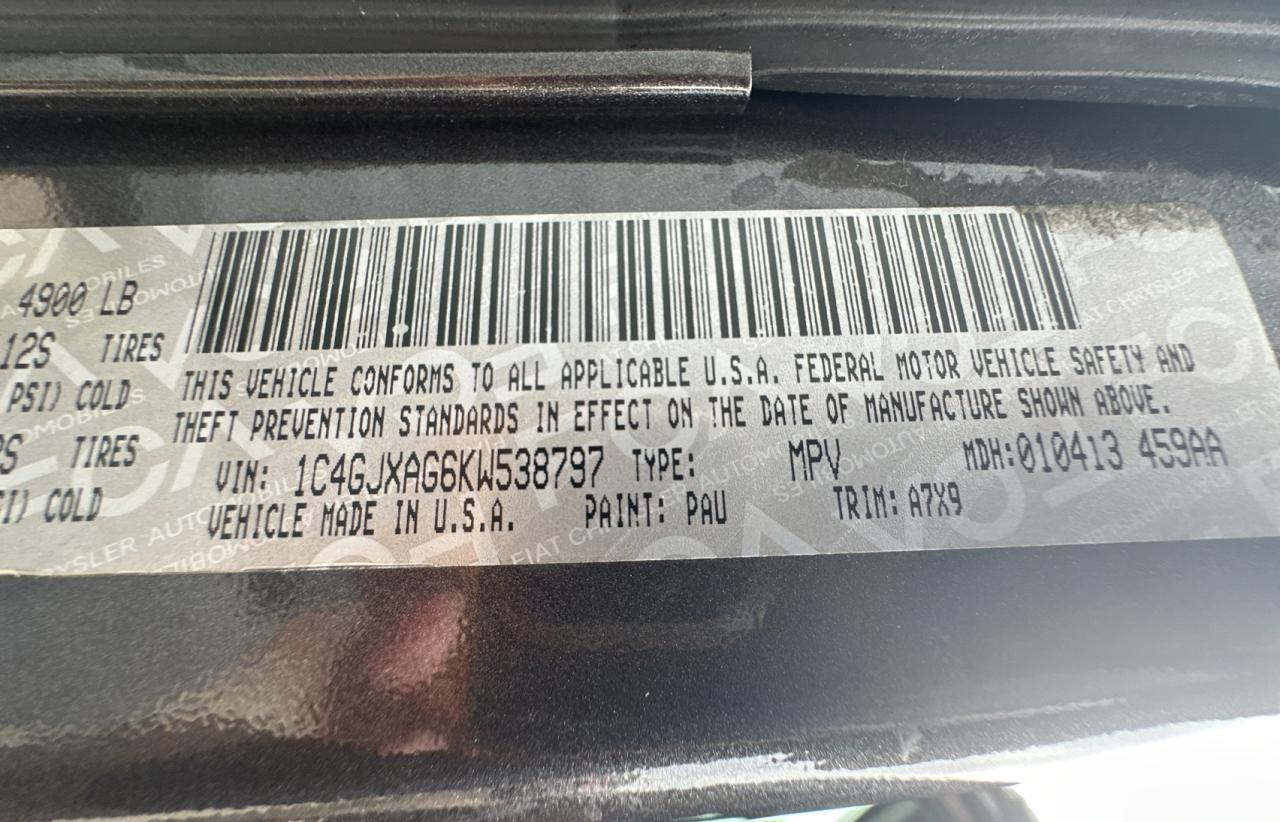 4900 LB
12S TIRES
PSI) COLD
S TIRES
SI) COLD
THIS VEHICLE CONFORMS TO ALL APPLICABLE U.S.A. FEDERAL MOTOR VEHICLE SAFETY AND
THEFT PREVENTION STANDARDS IN EFFECT ON THE DATE OF MANUFACTURE SHOWN ABOVE.
VIN: 1C4GJXAG6KW538797 TYPE: MPV MDH:010413 459AA
VEHICLE MADE IN U.S.A. PAINT: PAU TRIM: A7X9